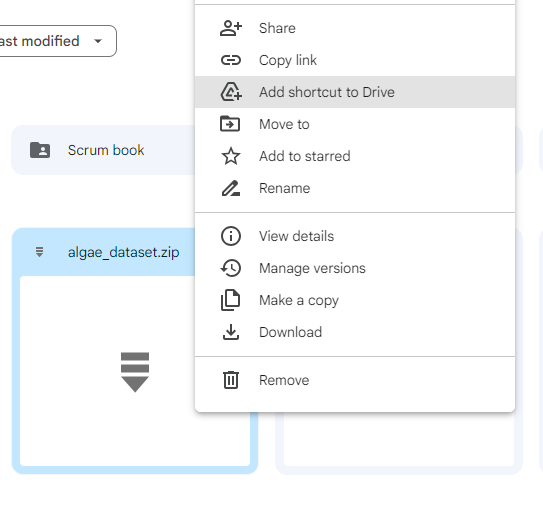 ast modified
Share
Copy link
Add shortcut to Drive
Move to
Add to starred
Rename
View details
Manage versions
Make a copy
Download
Remove
Scrum book
algae_dataset.zip